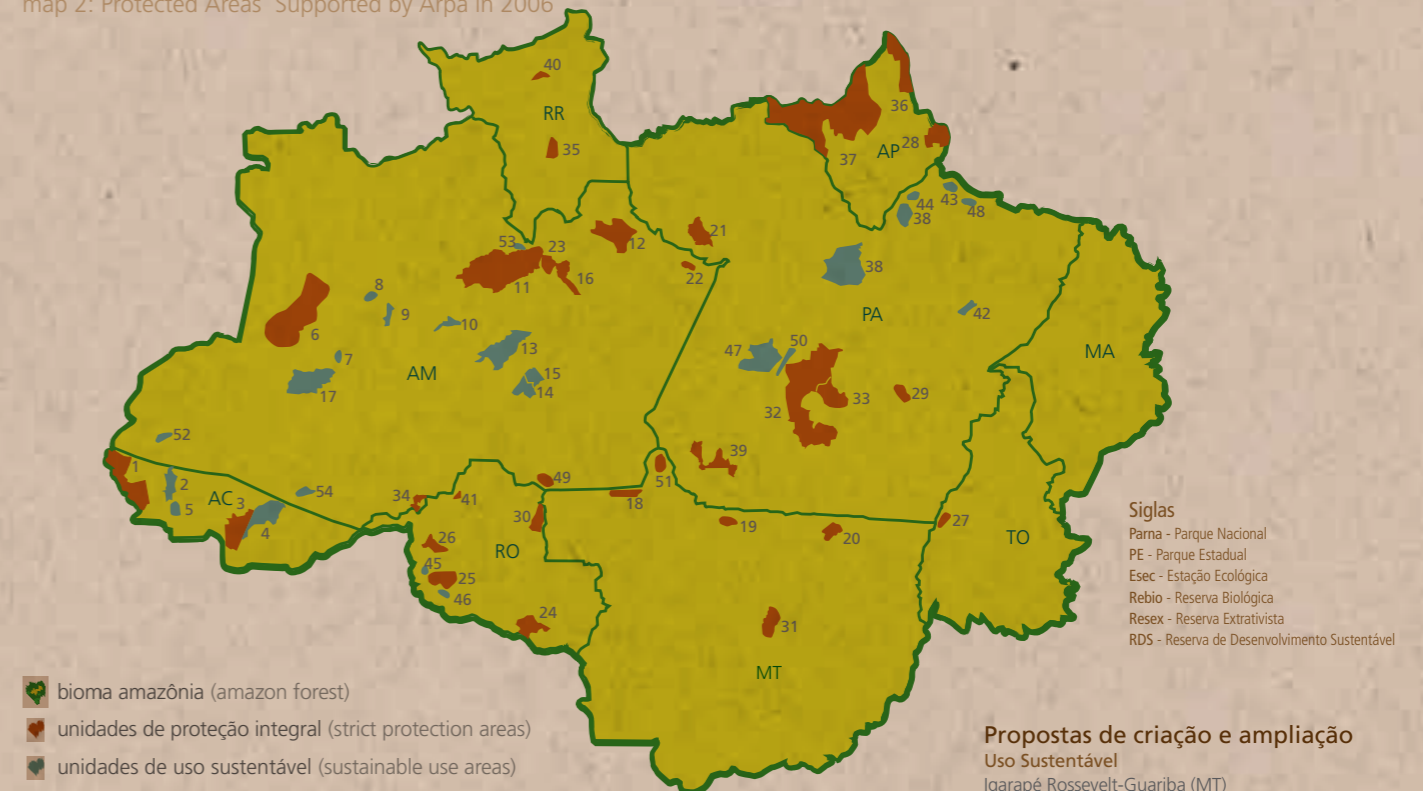 map 2: Protected Areas Supported by Arpa in 2006
40
RR
35
36
AP
28
37
44
43
48
38
53
23
12
21
16
22
11
38
8
9
6
10
PA
42
7
13
47
50
MA
AM
15
14
17
33
29
32
52
39
1
2
5
AC
3
4
54
34
41
49
18
51
30
19
20
27
TO
26
RO
45
25
46
24
31
MT
Siglas
Parna - Parque Nacional
PE - Parque Estadual
Esec - Estação Ecológica
Rebio - Reserva Biológica
Resex - Reserva Extrativista
RDS - Reserva de Desenvolvimento Sustentável
bioma amazônia (amazon forest)
unidades de proteção integral (strict protection areas)
unidades de uso sustentável (sustainable use areas)
Propostas de criação e ampliação
Uso Sustentável
Igarapé Rossevelt-Guariba (MT)